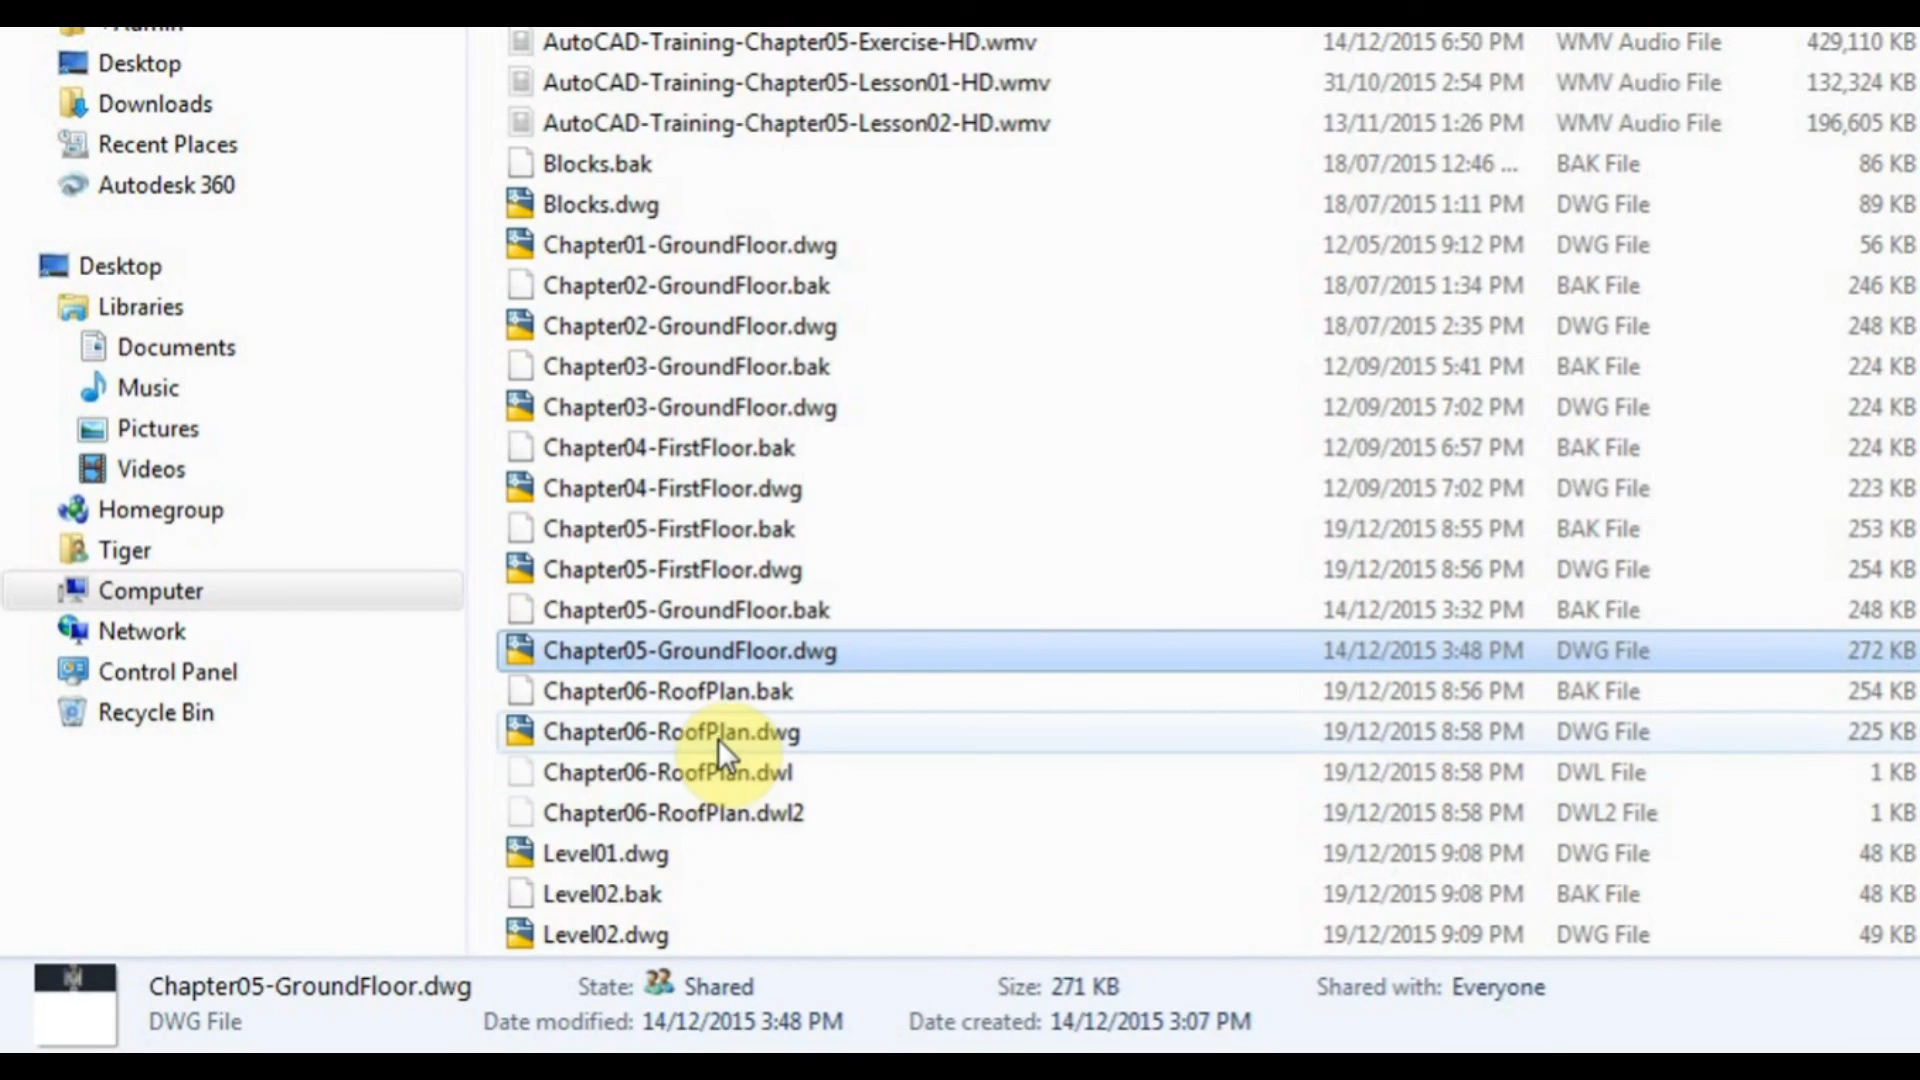 Desktop
Downloads
Recent Places
Autodesk 360
Desktop
Libraries
Documents
Music
Pictures
Videos
Homegroup
Tiger
Computer
Network
Control Panel
Recycle Bin
AutoCAD-Training-Chapter05-Exercise-HD.wmv 14/12/2015 6:50 PM WMV Audio File 429,110 KB
AutoCAD-Training-Chapter05-Lesson01-HD.wmv 31/10/2015 2:54 PM WMV Audio File 132,324 KB
AutoCAD-Training-Chapter05-Lesson02-HD.wmv 13/11/2015 1:26 PM WMV Audio File 196,605 KB
Blocks.bak 18/07/2015 12:46 ... BAK File 86 KB
Blocks.dwg 18/07/2015 1:11 PM DWG File 89 KB
Chapter01-GroundFloor.dwg 12/05/2015 9:12 PM DWG File 56 KB
Chapter02-GroundFloor.bak 18/07/2015 1:34 PM BAK File 246 KB
Chapter02-GroundFloor.dwg 18/07/2015 2:35 PM DWG File 248 KB
Chapter03-GroundFloor.bak 12/09/2015 5:41 PM BAK File 224 KB
Chapter03-GroundFloor.dwg 12/09/2015 7:02 PM DWG File 224 KB
Chapter04-FirstFloor.bak 12/09/2015 6:57 PM BAK File 224 KB
Chapter04-FirstFloor.dwg 12/09/2015 7:02 PM DWG File 223 KB
Chapter05-FirstFloor.bak 19/12/2015 8:55 PM BAK File 253 KB
Chapter05-FirstFloor.dwg 19/12/2015 8:56 PM DWG File 254 KB
Chapter05-GroundFloor.bak 14/12/2015 3:32 PM BAK File 248 KB
Chapter05-GroundFloor.dwg 14/12/2015 3:48 PM DWG File 272 KB
Chapter06-RoofPlan.bak 19/12/2015 8:56 PM BAK File 254 KB
Chapter06-RoofPlan.dwg 19/12/2015 8:58 PM DWG File 225 KB
Chapter06-RoofPlan.dwl 19/12/2015 8:58 PM DWL File 1 KB
Chapter06-RoofPlan.dwl2 19/12/2015 8:58 PM DWL2 File 1 KB
Level01.dwg 19/12/2015 9:08 PM DWG File 48 KB
Level02.bak 19/12/2015 9:08 PM BAK File 48 KB
Level02.dwg 19/12/2015 9:09 PM DWG File 49 KB
Chapter05-GroundFloor.dwg State: Shared Size: 271 KB Shared with: Everyone
DWG File Date modified: 14/12/2015 3:48 PM Date created: 14/12/2015 3:07 PM